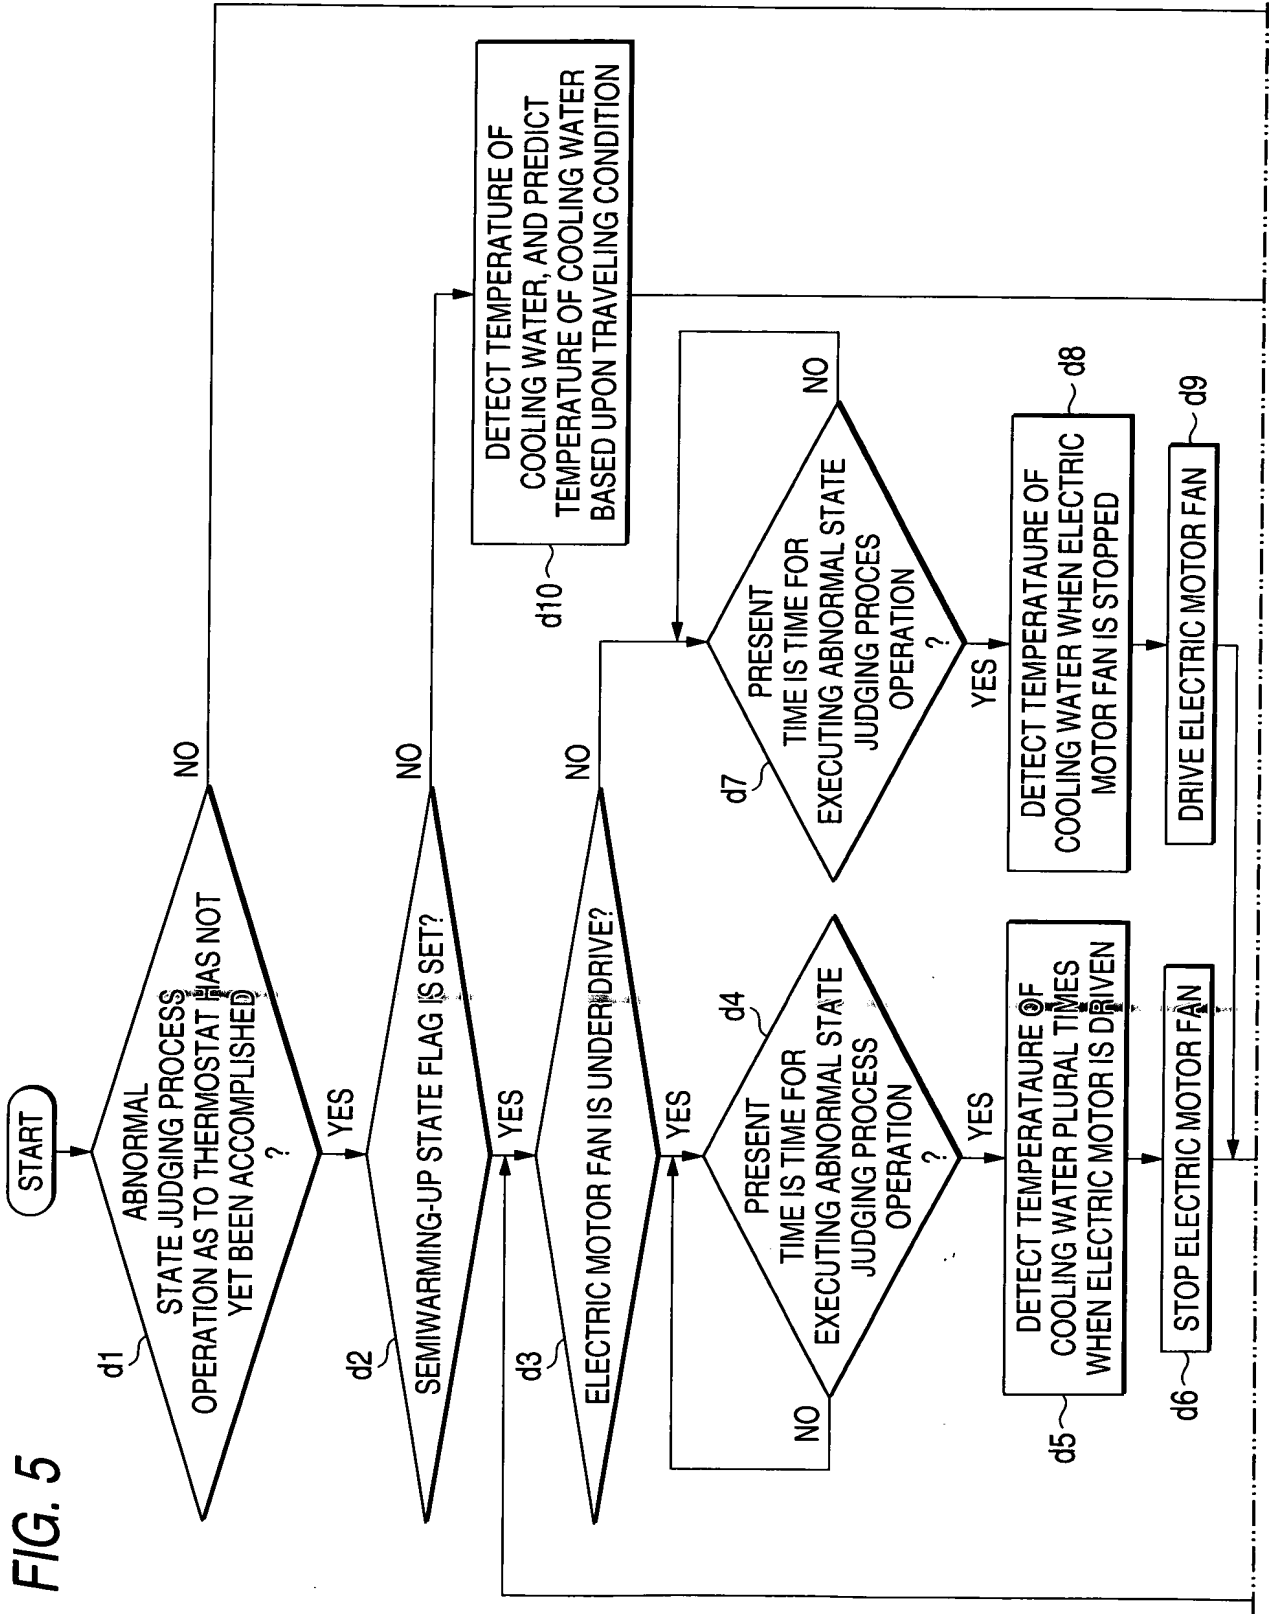 FIG. 5
START
ABNORMAL
STATE JUDGING PROCESS
OPERATION AS TO THERMOSTAT HAS NOT
YET BEEN ACCOMPLISHED
?
d1
NO
YES
SEMIWARMING-UP STATE FLAG IS SET?
d2
NO
YES
ELECTRIC MOTOR FAN IS UNDERDRIVE?
d3
NO
YES
PRESENT
TIME IS TIME FOR
EXECUTING ABNORMAL STATE
JUDGING PROCESS
OPERATION
?
d4
NO
YES
DETECT TEMPERATAURE OF
COOLING WATER PLURAL TIMES
WHEN ELECTRIC MOTOR IS DRIVEN
d5
STOP ELECTRIC MOTOR FAN
d6
PRESENT
TIME IS TIME FOR
EXECUTING ABNORMAL STATE
JUDGING PROCES
OPERATION
?
d7
NO
YES
DETECT TEMPERATAURE OF
COOLING WATER WHEN ELECTRIC
MOTOR FAN IS STOPPED
d8
DRIVE ELECTRIC MOTOR FAN
d9
DETECT TEMPERATURE OF
COOLING WATER, AND PREDICT
TEMPERATURE OF COOLING WATER
BASED UPON TRAVELING CONDITION
d10